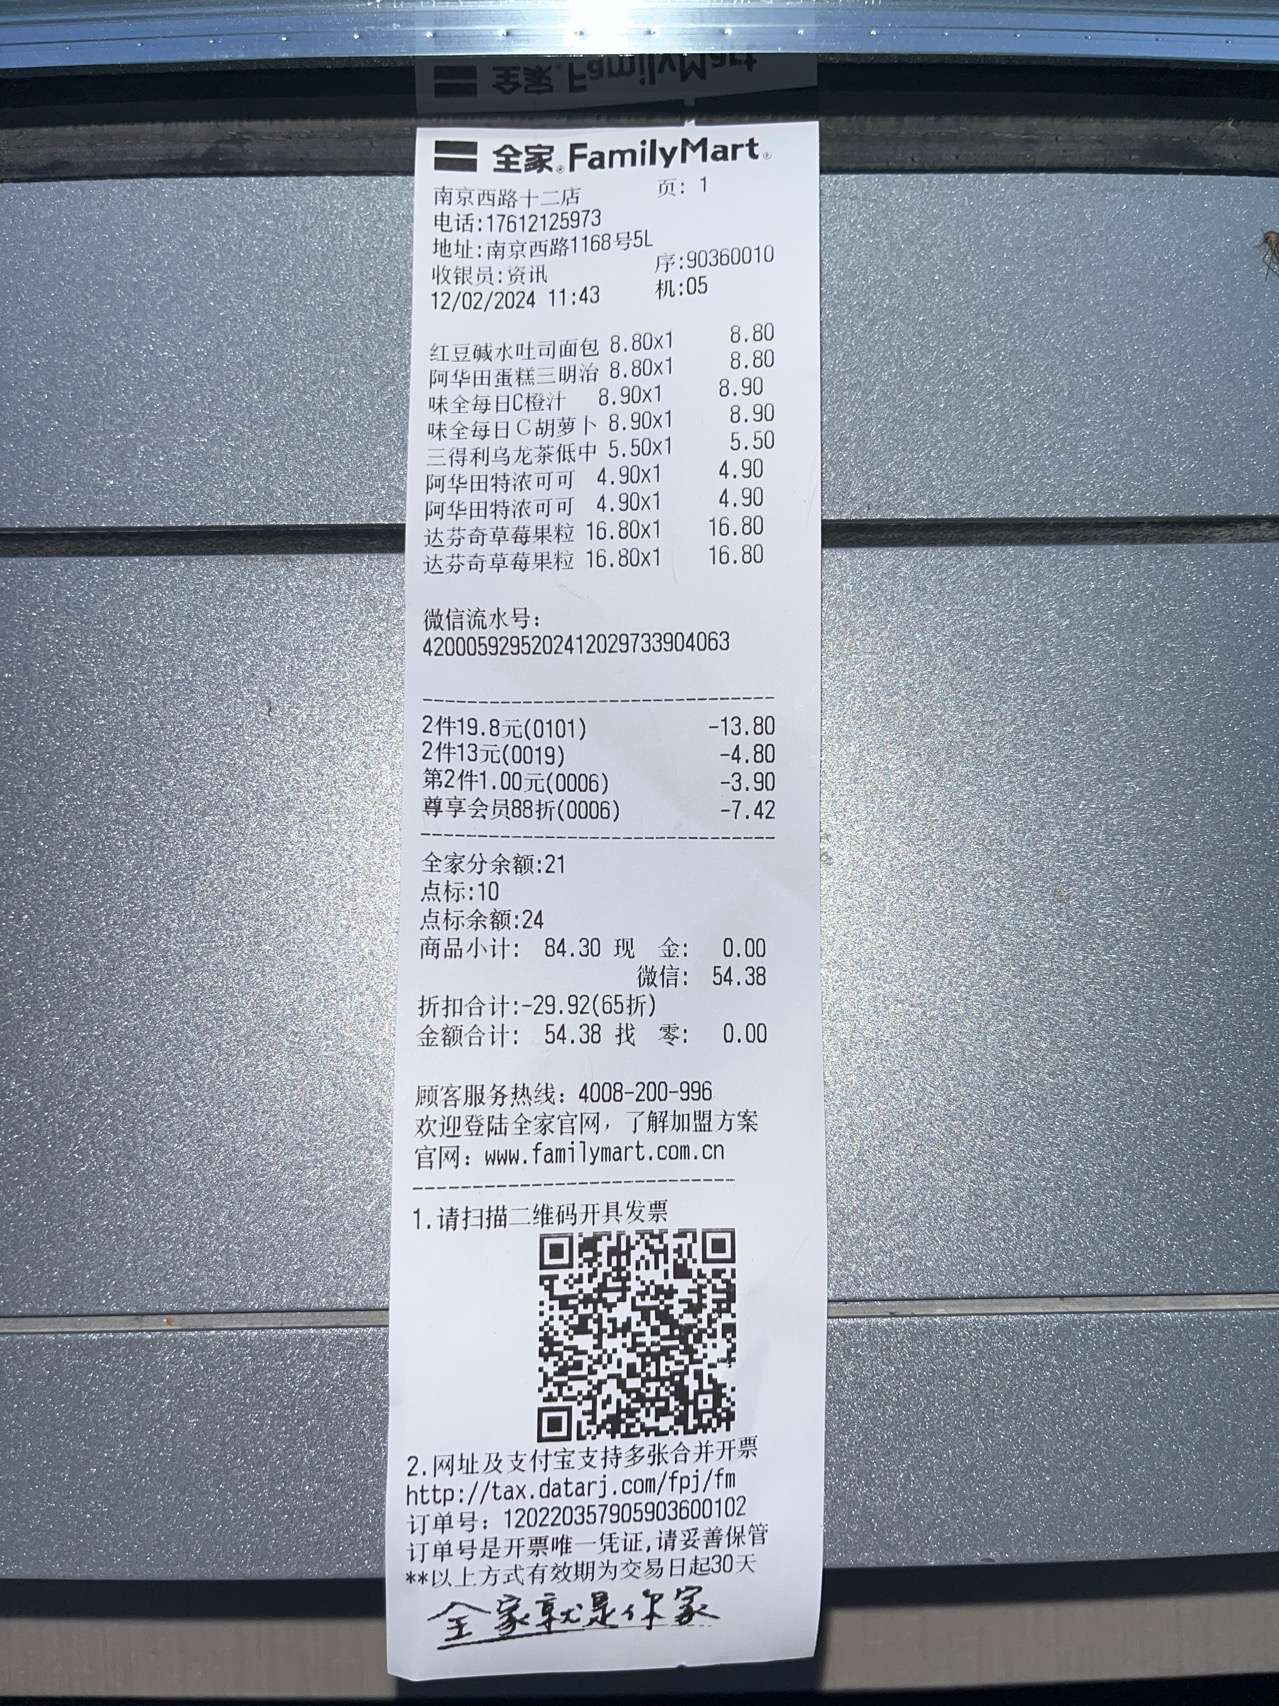 全家 FamilyMart
南京西路十二店 页: 1
电话:17612125973
地址:南京西路1168号5L
收银员:资讯 序:90360010
12/02/2024 11:43 机:05
红豆碱水吐司面包 8.80x1 8.80
阿华田蛋糕三明治 8.80x1 8.80
味全每日C橙汁 8.90x1 8.90
味全每日C胡萝卜 8.90x1 8.90
三得利乌龙茶低中 5.50x1 5.50
阿华田特浓可可 4.90x1 4.90
阿华田特浓可可 4.90x1 4.90
达芬奇草莓果粒 16.80x1 16.80
达芬奇草莓果粒 16.80x1 16.80
微信流水号:
4200059295202412029733904063
2件19.8元(0101) -13.80
2件13元(0019) -4.80
第2件1.00元(0006) -3.90
尊享会员88折(0006) -7.42
全家分余额:21
点标:10
点标余额:24
商品小计: 84.30 现 金: 0.00
微信: 54.38
折扣合计:-29.92(65折)
金额合计: 54.38 找 零: 0.00
顾客服务热线: 4008-200-996
欢迎登陆全家官网,了解加盟方案
官网: www.familymart.com.cn
1.请扫描二维码开具发票
2.网址及支付宝支持多张合并开票
http://tax.datarj.com/fpj/fm
订单号: 120220357905903600102
订单号是开票唯一凭证,请妥善保管
**以上方式有效期为交易日起30天
全家就是你家